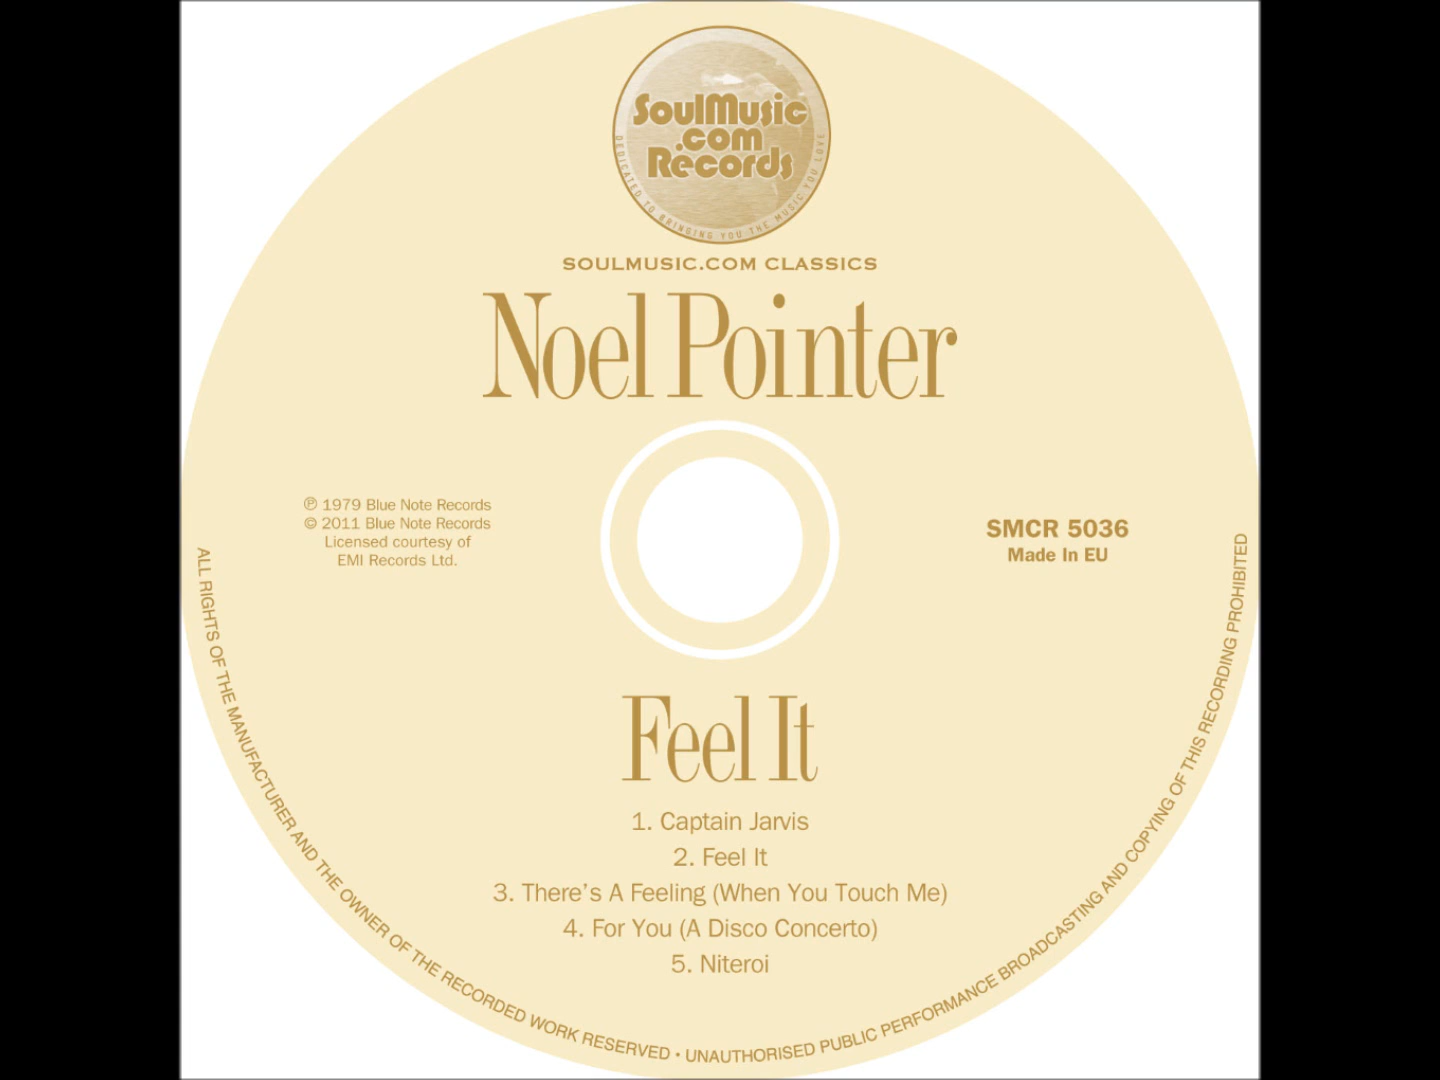 SoulMusic
.com
Records
DEDICATED TO BRINGING YOU THE MUSIC YOU LOVE
SOULMUSIC.COM CLASSICS
Noel Pointer
℗ 1979 Blue Note Records
© 2011 Blue Note Records
Licensed courtesy of
EMI Records Ltd.
SMCR 5036
Made In EU
Feel It
1. Captain Jarvis
2. Feel It
3. There's A Feeling (When You Touch Me)
4. For You (A Disco Concerto)
5. Niteroi
ALL RIGHTS OF THE MANUFACTURER AND THE OWNER OF THE RECORDED WORK RESERVED • UNAUTHORISED PUBLIC PERFORMANCE BROADCASTING AND COPYING OF THIS RECORDING PROHIBITED